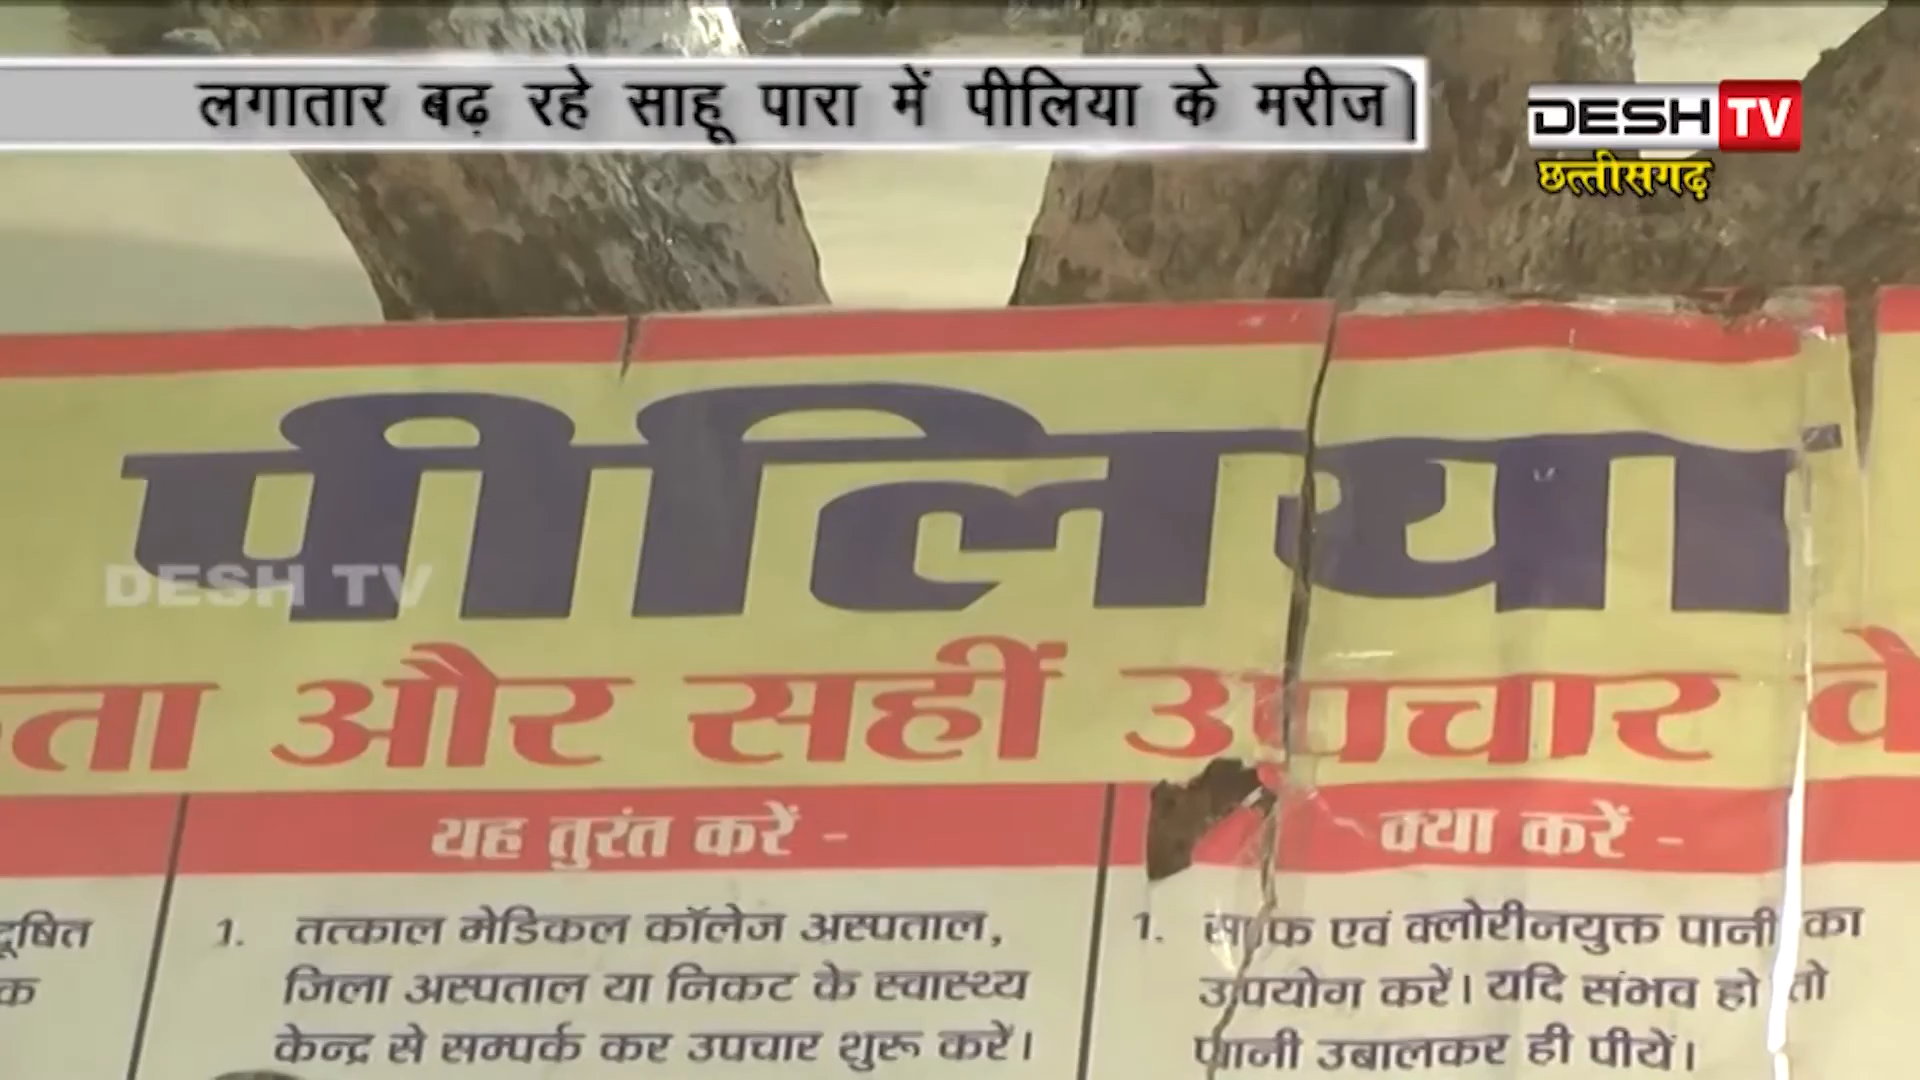 लगातार बढ़ रहे साहू पारा में पीलिया के मरीज
DESH TV
छत्तीसगढ़
पीलिया
DESH TV
और सहीं उपचार
यह तुरंत करें -
क्या करें -
दूषित
1. तत्काल मेडिकल कॉलेज अस्पताल,
जिला अस्पताल या निकट के स्वास्थ्य
केन्द्र से सम्पर्क कर उपचार शुरू करें।
1. साफ एवं क्लोरीनयुक्त पानी का
उपयोग करें। यदि संभव हो तो
पानी उबालकर ही पीयें।